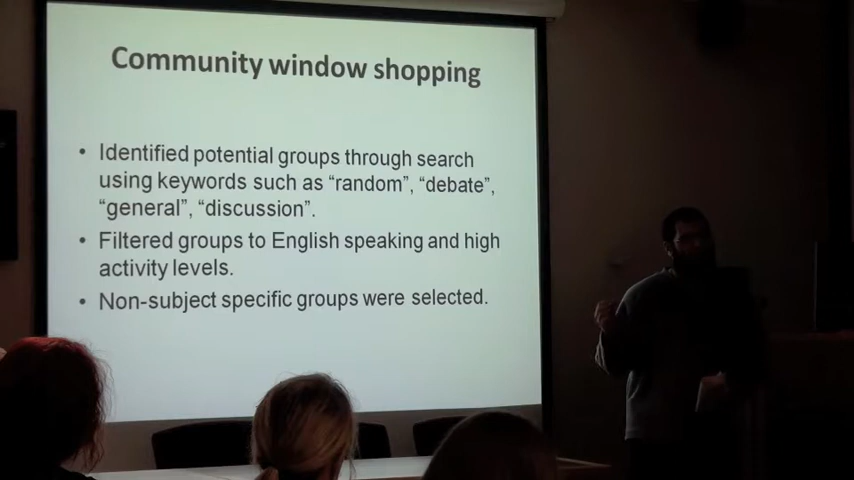 Community window shopping
• Identified potential groups through search
using keywords such as “random”, “debate”,
“general”, “discussion”.
• Filtered groups to English speaking and high
activity levels.
• Non-subject specific groups were selected.